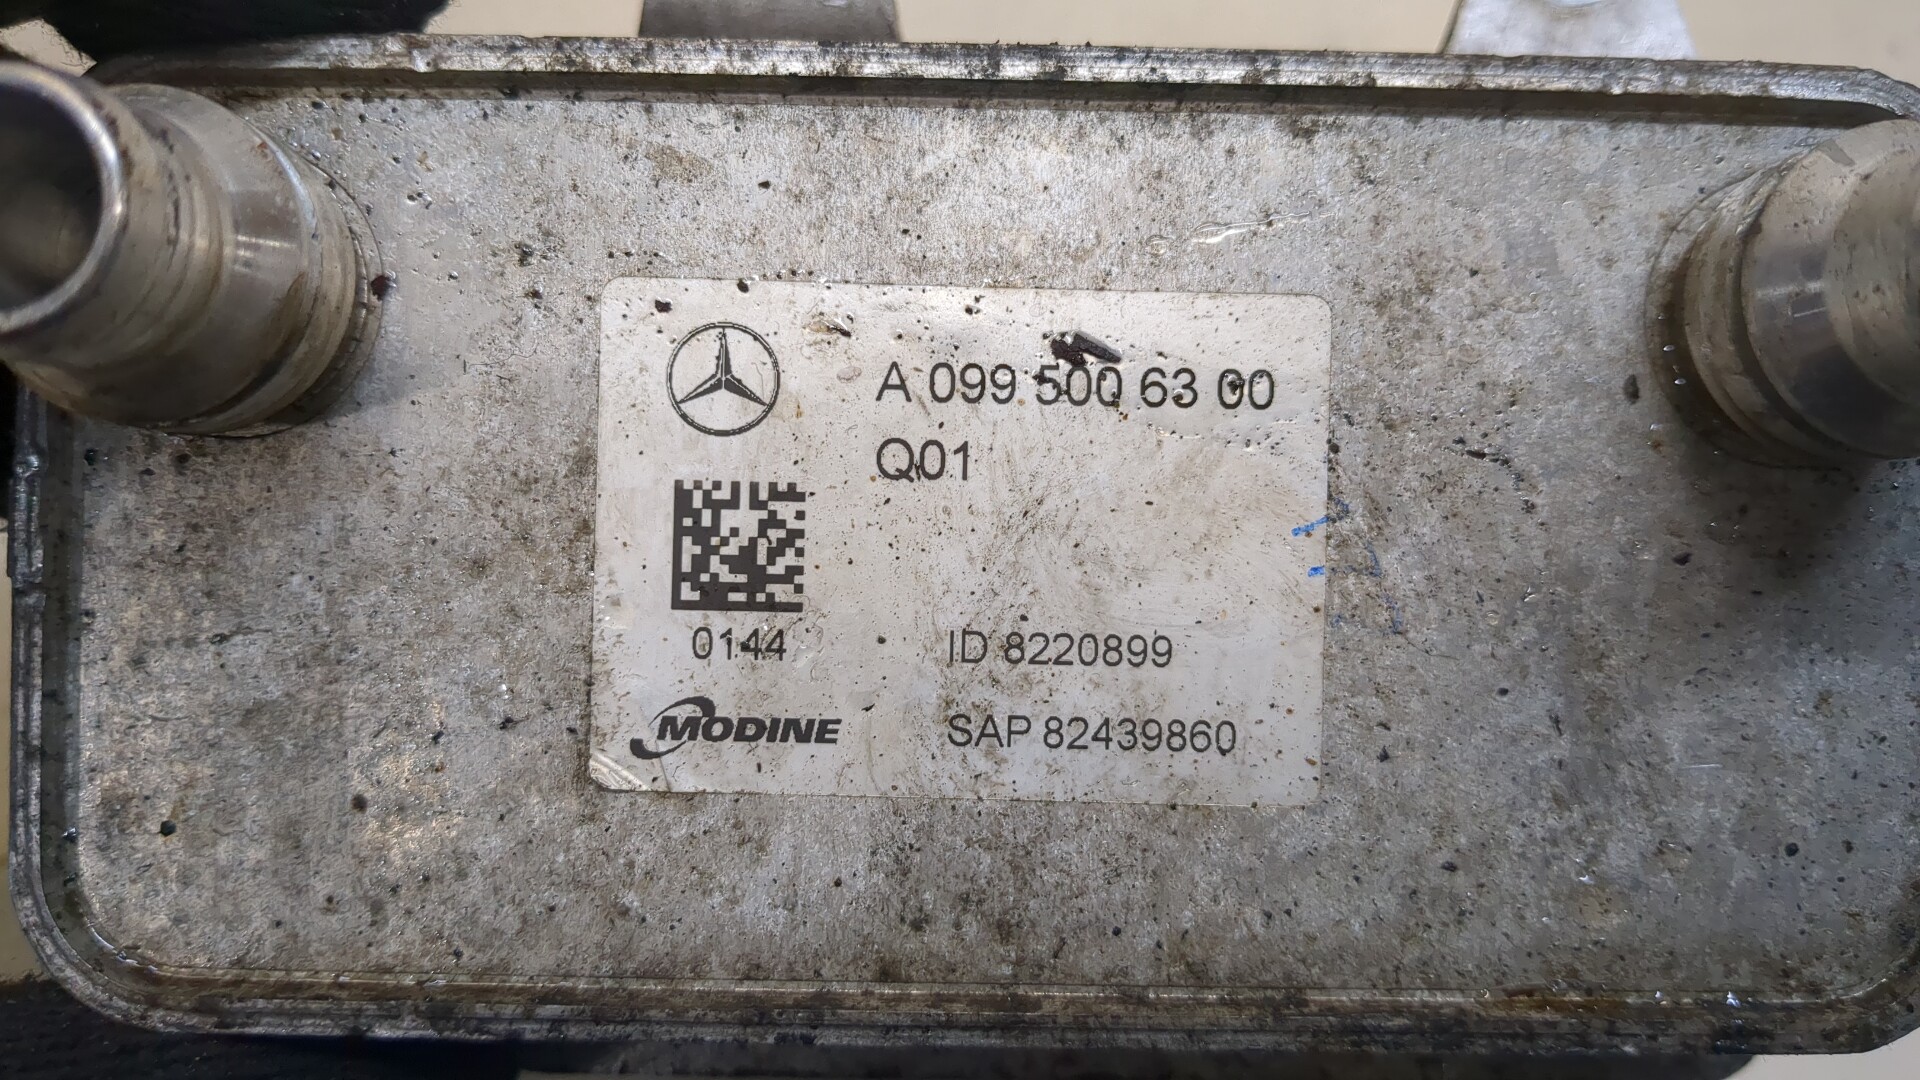 A 099 500 63 00
Q01
0144
ID 8220899
MODINE
SAP 82439860